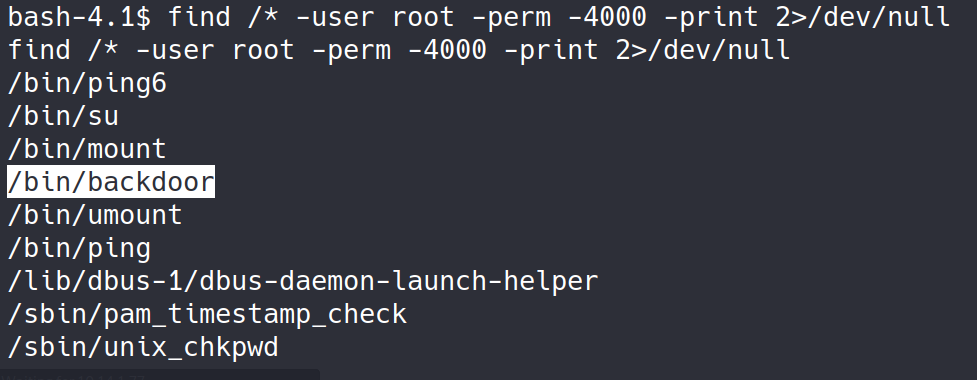 bash-4.1$ find /* -user root -perm -4000 -print 2>/dev/null
find /* -user root -perm -4000 -print 2>/dev/null
/bin/ping6
/bin/su
/bin/mount
/bin/backdoor
/bin/umount
/bin/ping
/lib/dbus-1/dbus-daemon-launch-helper
/sbin/pam_timestamp_check
/sbin/unix_chkpwd